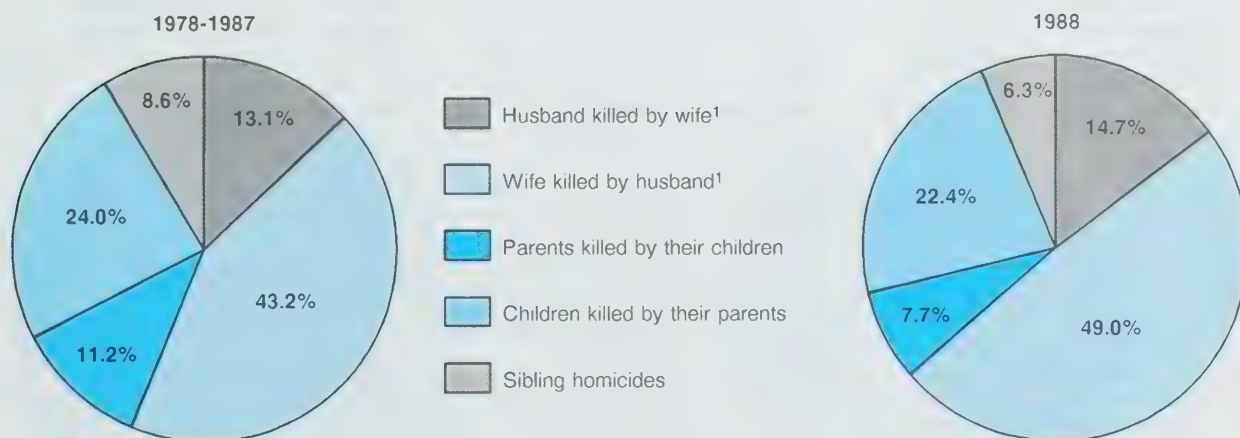 1978-1987
8.6%
13.1%
24.0%
43.2%
11.2%
Husband killed by wife¹
Wife killed by husband¹
Parents killed by their children
Children killed by their parents
Sibling homicides
1988
6.3%
14.7%
22.4%
7.7%
49.0%